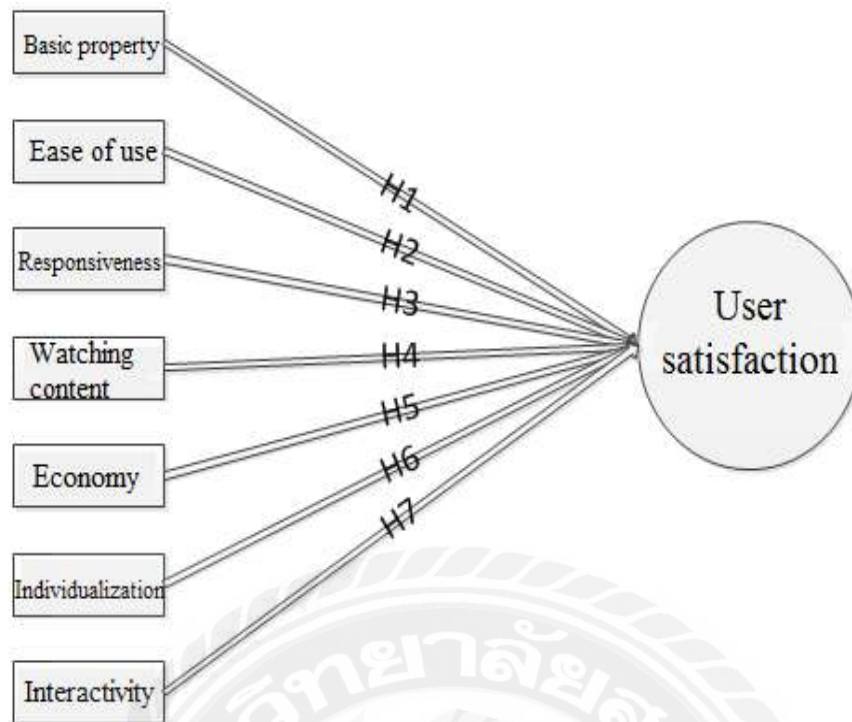 Basic property
Ease of use
Responsiveness
Watching
content
Economy
Individualization
Interactivity
H1
H2
H3
H4
H5
H6
H7
User
satisfaction